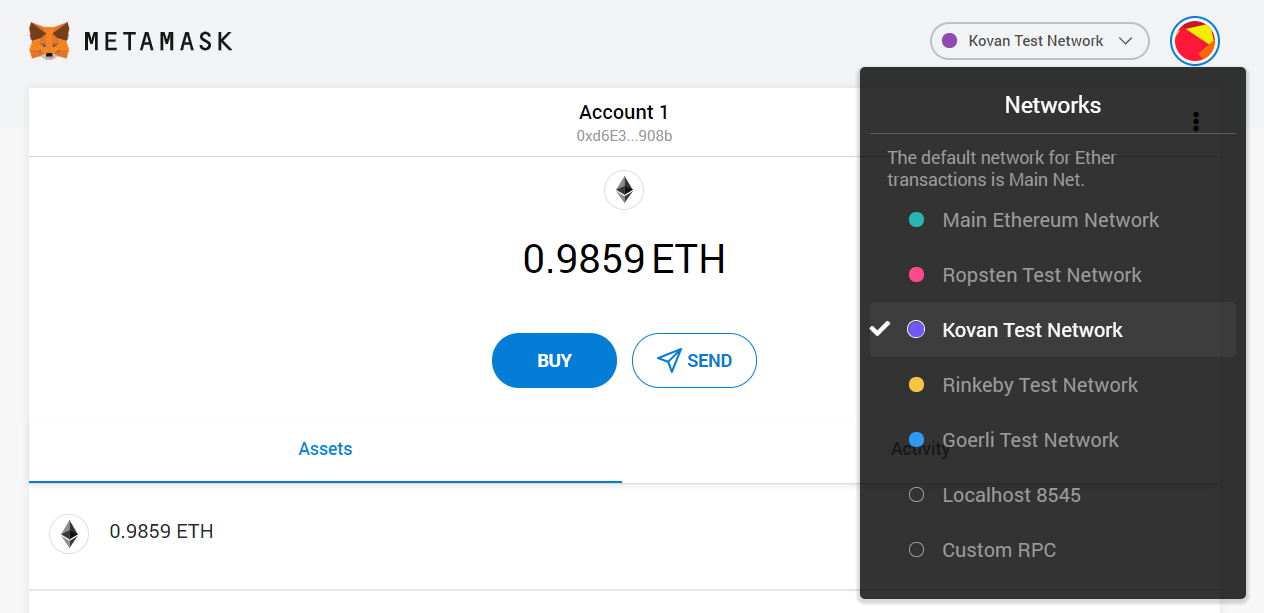 METAMASK
Kovan Test Network
Account 1
0xd6E3...908b
0.9859 ETH
BUY
SEND
Assets
Activity
0.9859 ETH
Networks
The default network for Ether
transactions is Main Net.
Main Ethereum Network
Ropsten Test Network
Kovan Test Network
Rinkeby Test Network
Goerli Test Network
Localhost 8545
Custom RPC